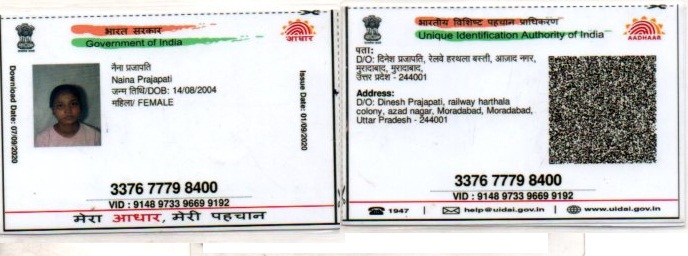 भारत सरकार
Government of India
आधार
Download Date: 07/09/2020
नैना प्रजापति
Naina Prajapati
जन्म तिथि/DOB: 14/08/2004
महिला/ FEMALE
Issue Date: 01/09/2020
3376 7779 8400
VID : 9148 9733 9669 9192
मेरा आधार, मेरी पहचान
भारतीय विशिष्ट पहचान प्राधिकरण
Unique Identification Authority of India
AADHAAR
पता:
D/O: दिनेश प्रजापति, रेलवे हरथला बस्ती, आज़ाद नगर,
मुरादाबाद, मुरादाबाद,
उत्तर प्रदेश - 244001
Address:
D/O: Dinesh Prajapati, railway harthala
colony, azad nagar, Moradabad, Moradabad,
Uttar Pradesh - 244001
3376 7779 8400
VID : 9148 9733 9669 9192
1947 | help@uidai.gov.in | www.uidai.gov.in